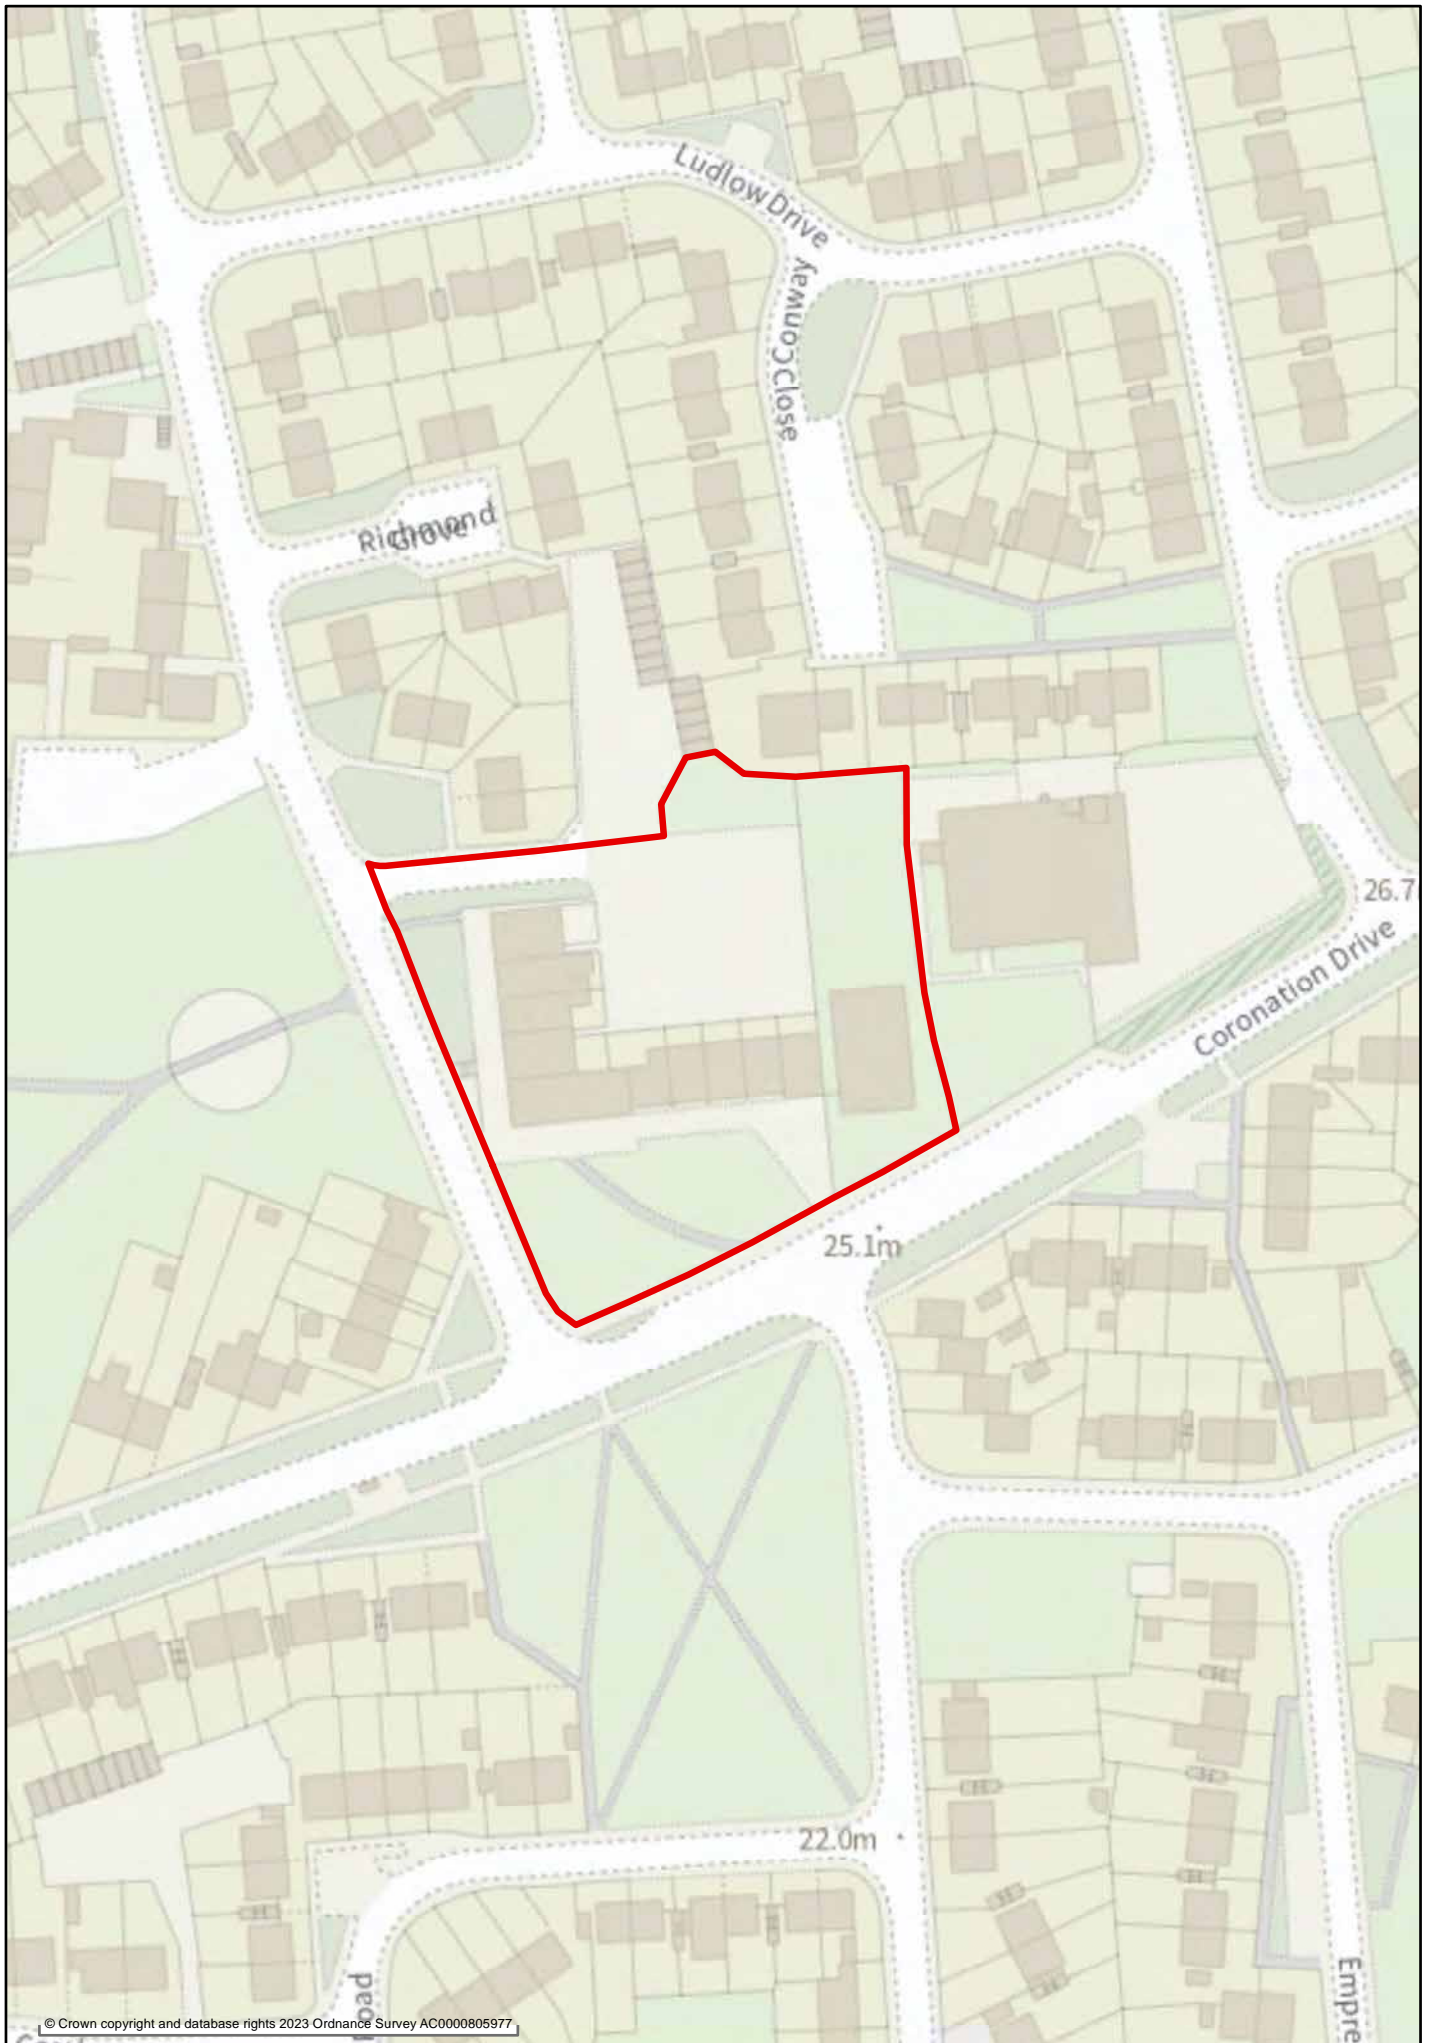 Ludlow Drive
Conway Close
Richmond
Grove
26.7
Coronation Drive
25.1m
22.0m
Empre
© Crown copyright and database rights 2023 Ordnance Survey AC0000805977